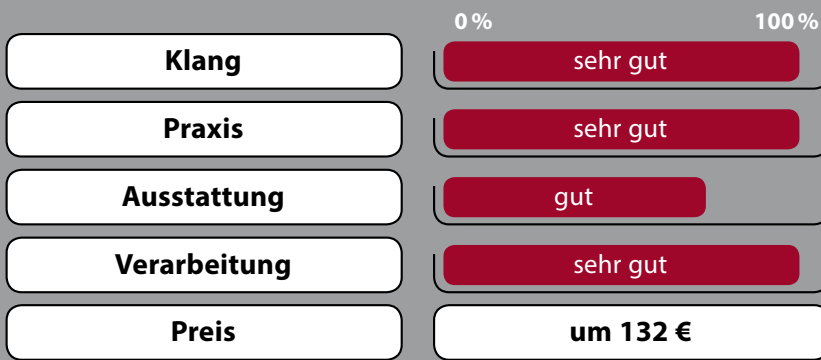 0 % 100 %
Klang sehr gut
Praxis sehr gut
Ausstattung gut
Verarbeitung sehr gut
Preis um 132 €